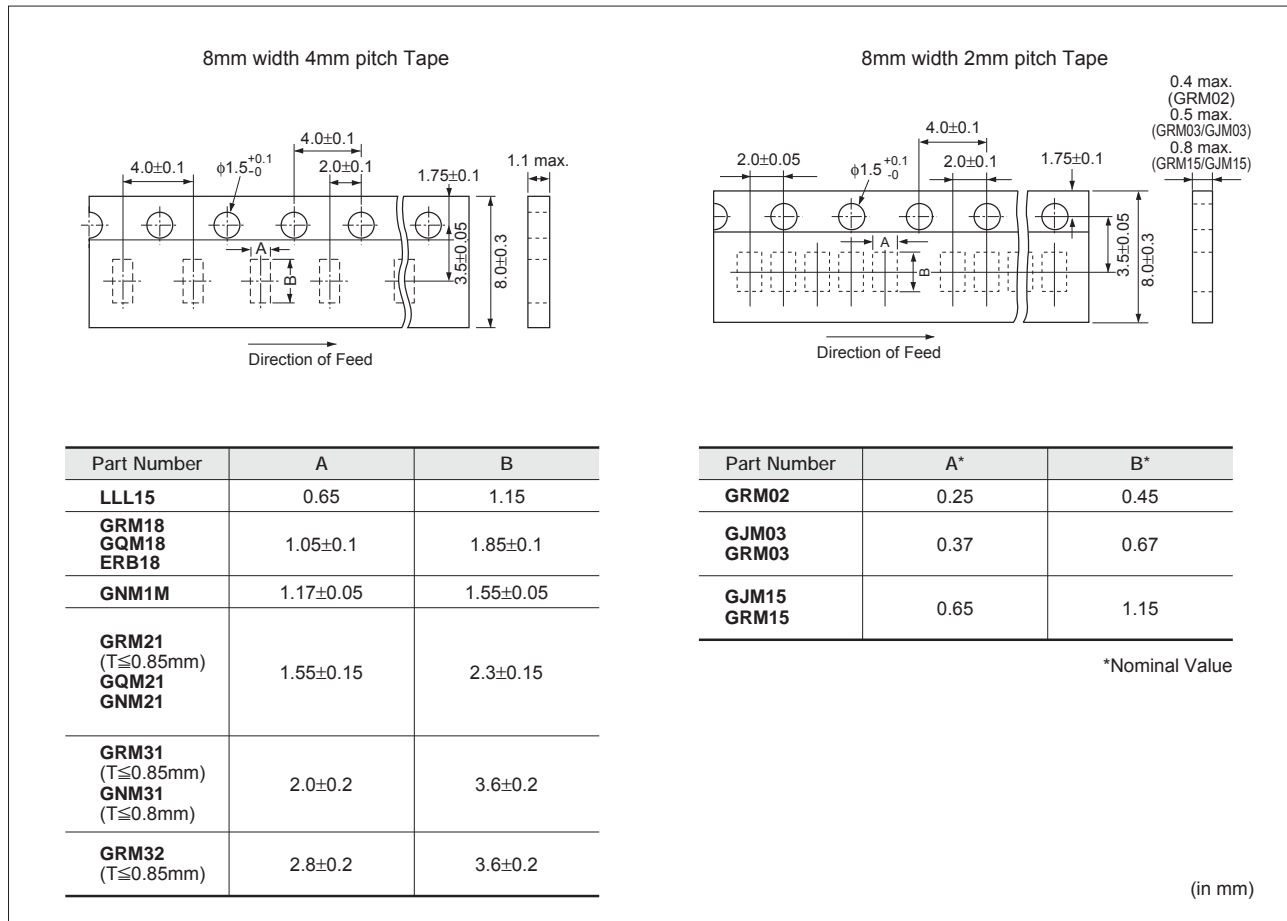 8mm width 4mm pitch Tape
4.0±0.1
φ1.5 +0.1 -0
4.0±0.1
2.0±0.1
1.75±0.1
1.1 max.
A
B
3.5±0.05
8.0±0.3
Direction of Feed
8mm width 2mm pitch Tape
0.4 max.
(GRM02)
0.5 max.
(GRM03/GJM03)
0.8 max.
(GRM15/GJM15)
2.0±0.05
φ1.5 +0.1 -0
4.0±0.1
2.0±0.1
1.75±0.1
A
B
3.5±0.05
8.0±0.3
Direction of Feed
Part Number A B
LLL15 0.65 1.15
GRM18
GQM18 1.05±0.1 1.85±0.1
ERB18
GNM1M 1.17±0.05 1.55±0.05
GRM21
(T≦0.85mm) 1.55±0.15 2.3±0.15
GQM21
GNM21
GRM31
(T≦0.85mm) 2.0±0.2 3.6±0.2
GNM31
(T≦0.8mm)
GRM32 2.8±0.2 3.6±0.2
(T≦0.85mm)
Part Number A* B*
GRM02 0.25 0.45
GJM03 0.37 0.67
GRM03
GJM15 0.65 1.15
GRM15
*Nominal Value
(in mm)